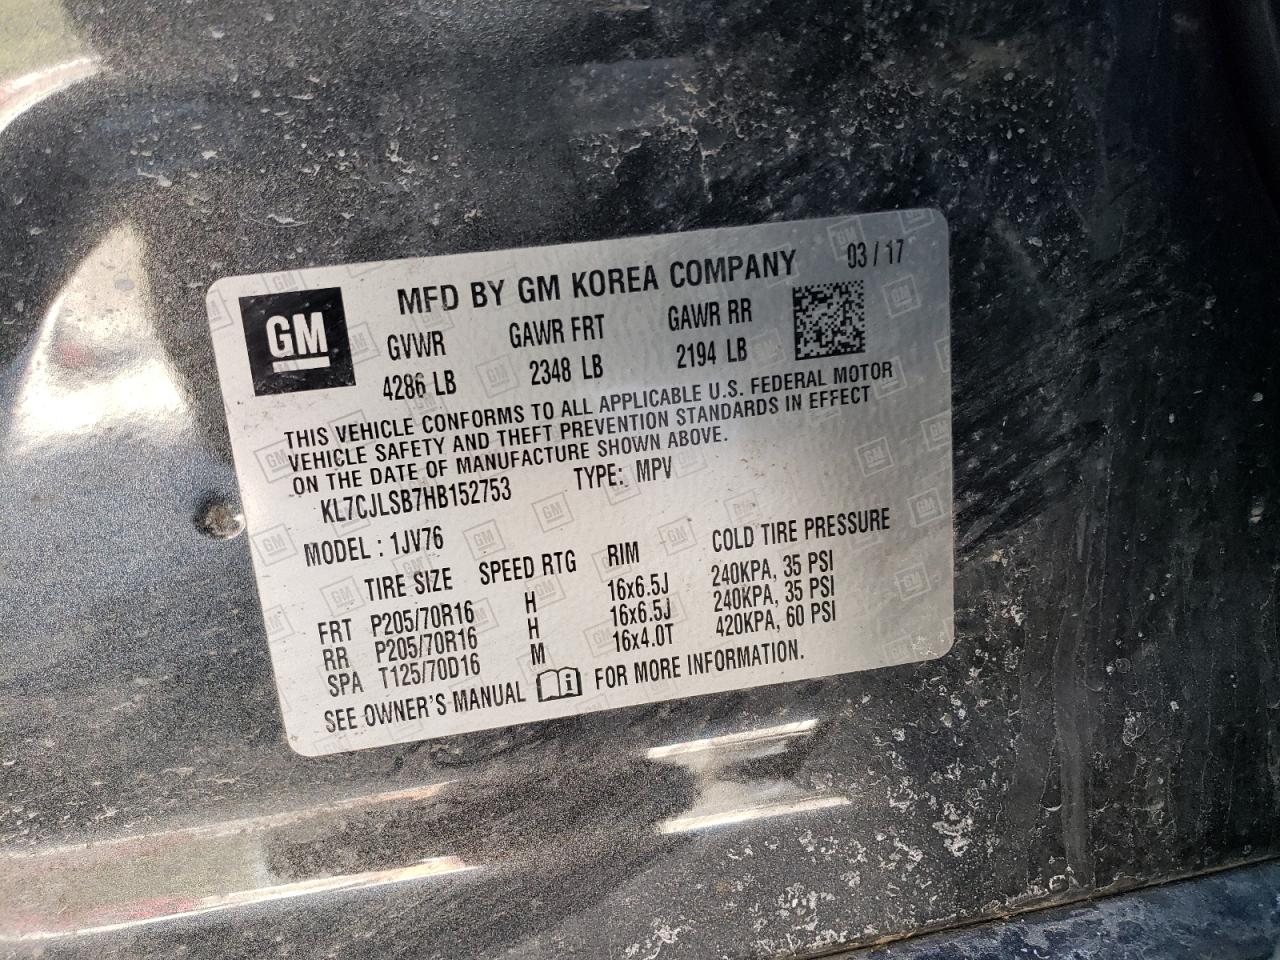 GM
MFD BY GM KOREA COMPANY 03 / 17
GVWR GAWR FRT GAWR RR
4286 LB 2348 LB 2194 LB
THIS VEHICLE CONFORMS TO ALL APPLICABLE U.S. FEDERAL MOTOR
VEHICLE SAFETY AND THEFT PREVENTION STANDARDS IN EFFECT
ON THE DATE OF MANUFACTURE SHOWN ABOVE.
KL7CJLSB7HB152753 TYPE: MPV
MODEL : 1JV76
TIRE SIZE SPEED RTG RIM COLD TIRE PRESSURE
FRT P205/70R16 H 16x6.5J 240KPA, 35 PSI
RR P205/70R16 H 16x6.5J 240KPA, 35 PSI
SPA T125/70D16 M 16x4.0T 420KPA, 60 PSI
SEE OWNER'S MANUAL i FOR MORE INFORMATION.